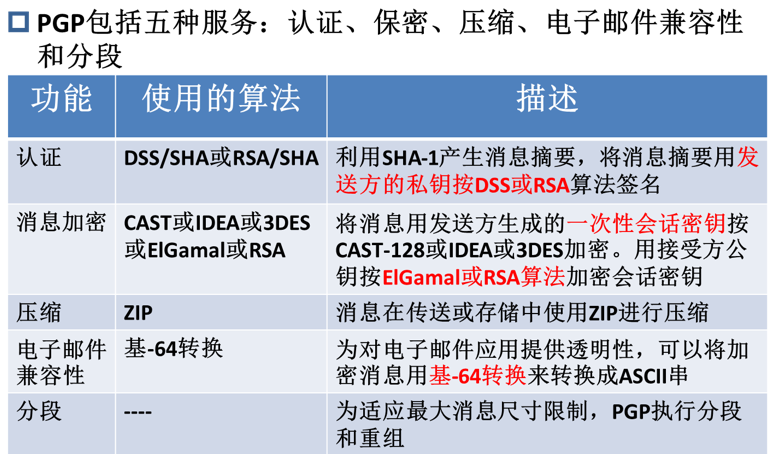 PGP包括五种服务：认证、保密、压缩、电子邮件兼容性
和分段
功能 使用的算法 描述
认证 DSS/SHA或RSA/SHA 利用SHA-1产生消息摘要，将消息摘要用发
送方的私钥按DSS或RSA算法签名
消息加密 CAST或IDEA或3DES 将消息用发送方生成的一次性会话密钥按
或ElGamal或RSA CAST-128或IDEA或3DES加密。用接受方公
钥按ElGamal或RSA算法加密会话密钥
压缩 ZIP 消息在传送或存储中使用ZIP进行压缩
电子邮件 基-64转换 为对电子邮件应用提供透明性，可以将加
兼容性 密消息用基-64转换来转换成ASCII串
分段 ---- 为适应最大消息尺寸限制，PGP执行分段
和重组